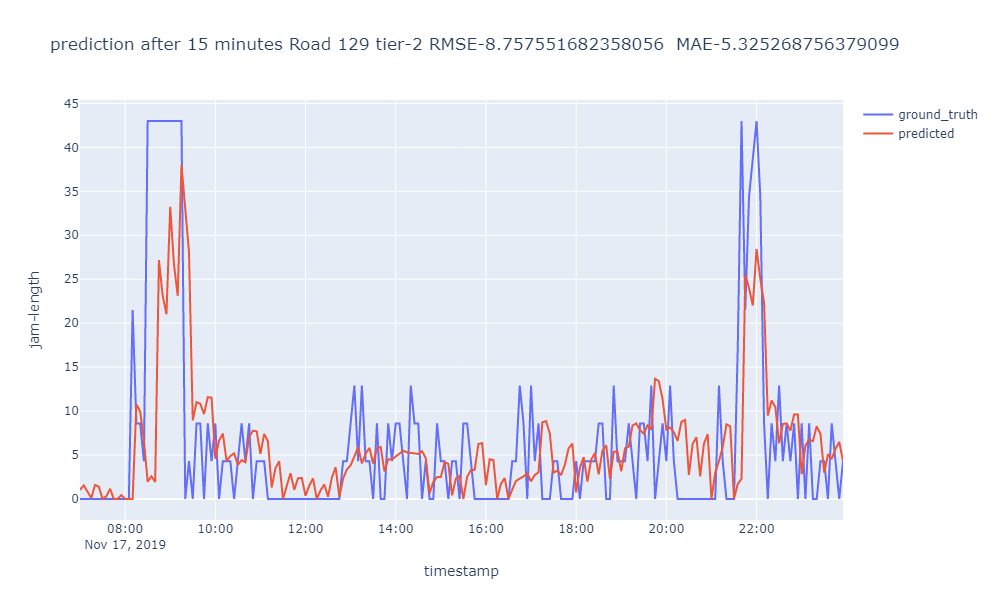 prediction after 15 minutes Road 129 tier-2 RMSE-8.757551682358056  MAE-5.325268756379099
ground_truth
predicted
45
40
35
30
25
20
15
10
5
0
jam-length
08:00 10:00 12:00 14:00 16:00 18:00 20:00 22:00
Nov 17, 2019
timestamp